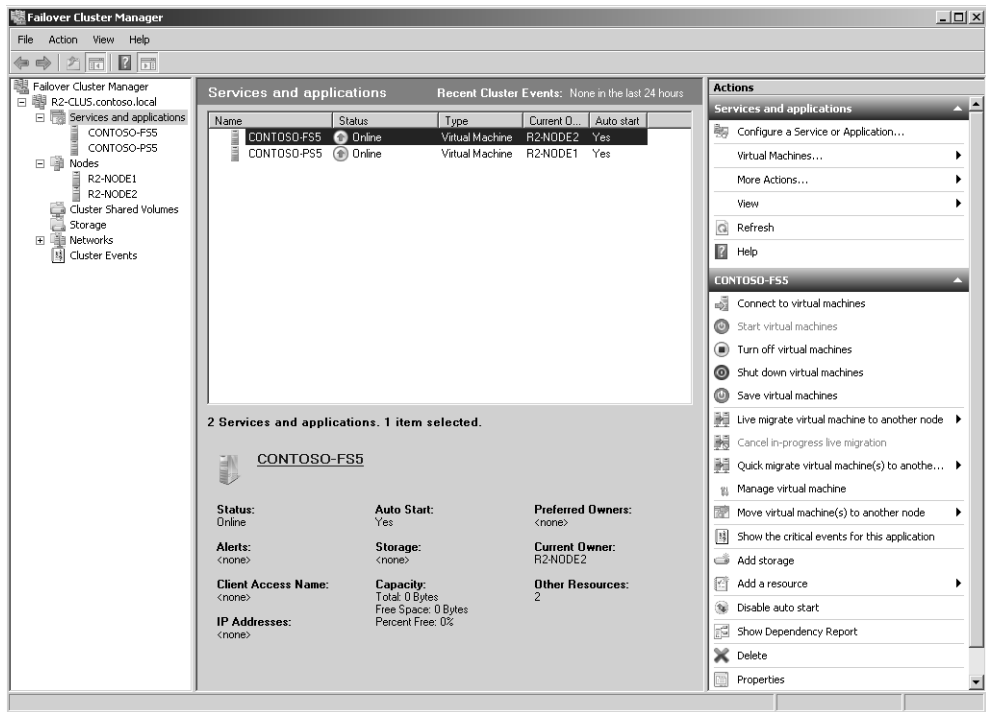 Failover Cluster Manager
File Action View Help
Failover Cluster Manager
R2-CLUS.contoso.local
Services and applications
CONTOSO-FS5
CONTOSO-PS5
Nodes
R2-NODE1
R2-NODE2
Cluster Shared Volumes
Storage
Networks
Cluster Events
Services and applications Recent Cluster Events: None in the last 24 hours
Name Status Type Current O... Auto start
CONTOSO-FS5 Online Virtual Machine R2-NODE2 Yes
CONTOSO-PS5 Online Virtual Machine R2-NODE1 Yes
2 Services and applications. 1 item selected.
CONTOSO-FS5
Status: Auto Start: Preferred Owners:
Online Yes <none>
Alerts: Storage: Current Owner:
<none> <none> R2-NODE2
Client Access Name: Capacity: Other Resources:
<none> Total: 0 Bytes 2
Free Space: 0 Bytes
IP Addresses: Percent Free: 0%
<none>
Actions
Services and applications
Configure a Service or Application...
Virtual Machines...
More Actions...
View
Refresh
Help
CONTOSO-FS5
Connect to virtual machines
Start virtual machines
Turn off virtual machines
Shut down virtual machines
Save virtual machines
Live migrate virtual machine to another node
Cancel in-progress live migration
Quick migrate virtual machine(s) to anothe...
Manage virtual machine
Move virtual machine(s) to another node
Show the critical events for this application
Add storage
Add a resource
Disable auto start
Show Dependency Report
Delete
Properties